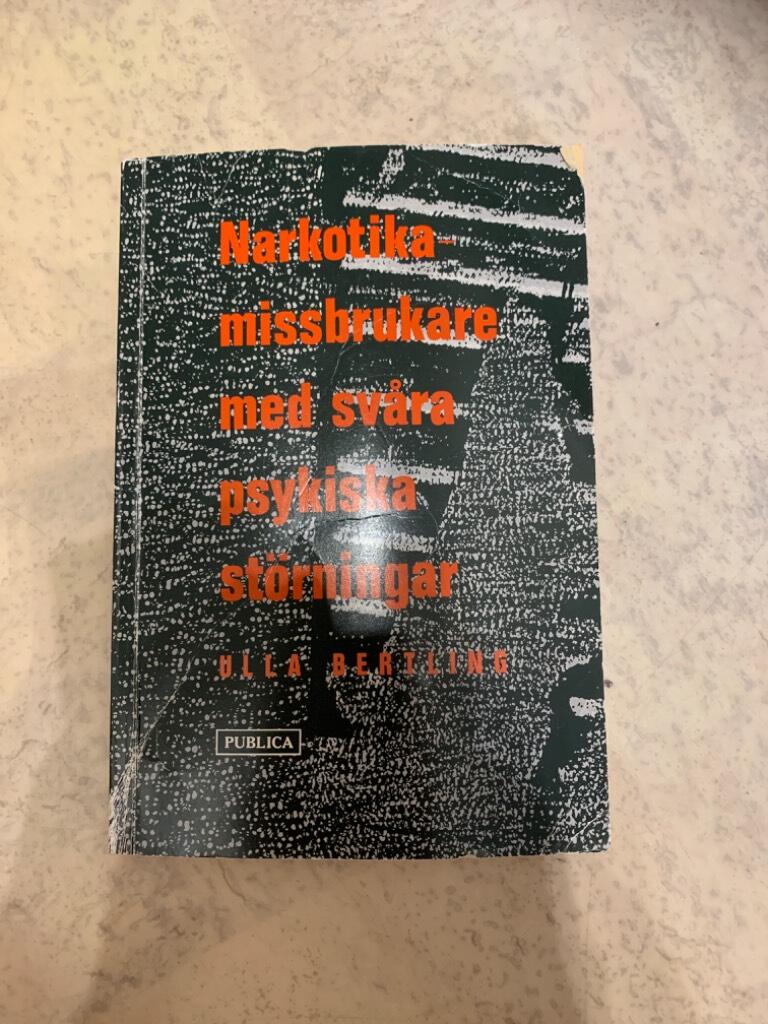 Narkotika-
missbrukare
med svåra
psykiska
störningar
ULLA BERTLING
PUBLICA